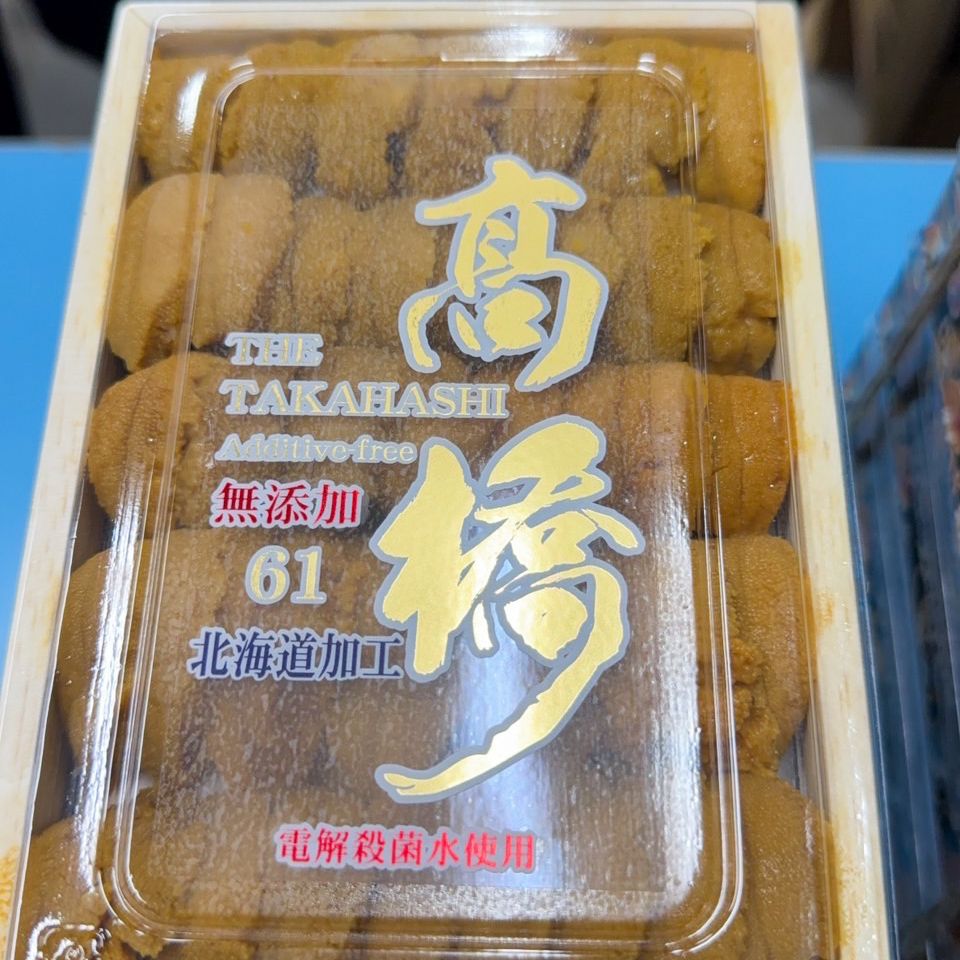 髙橋
THE
TAKAHASHI
Additive-free
無添加
61
北海道加工
電解殺菌水使用